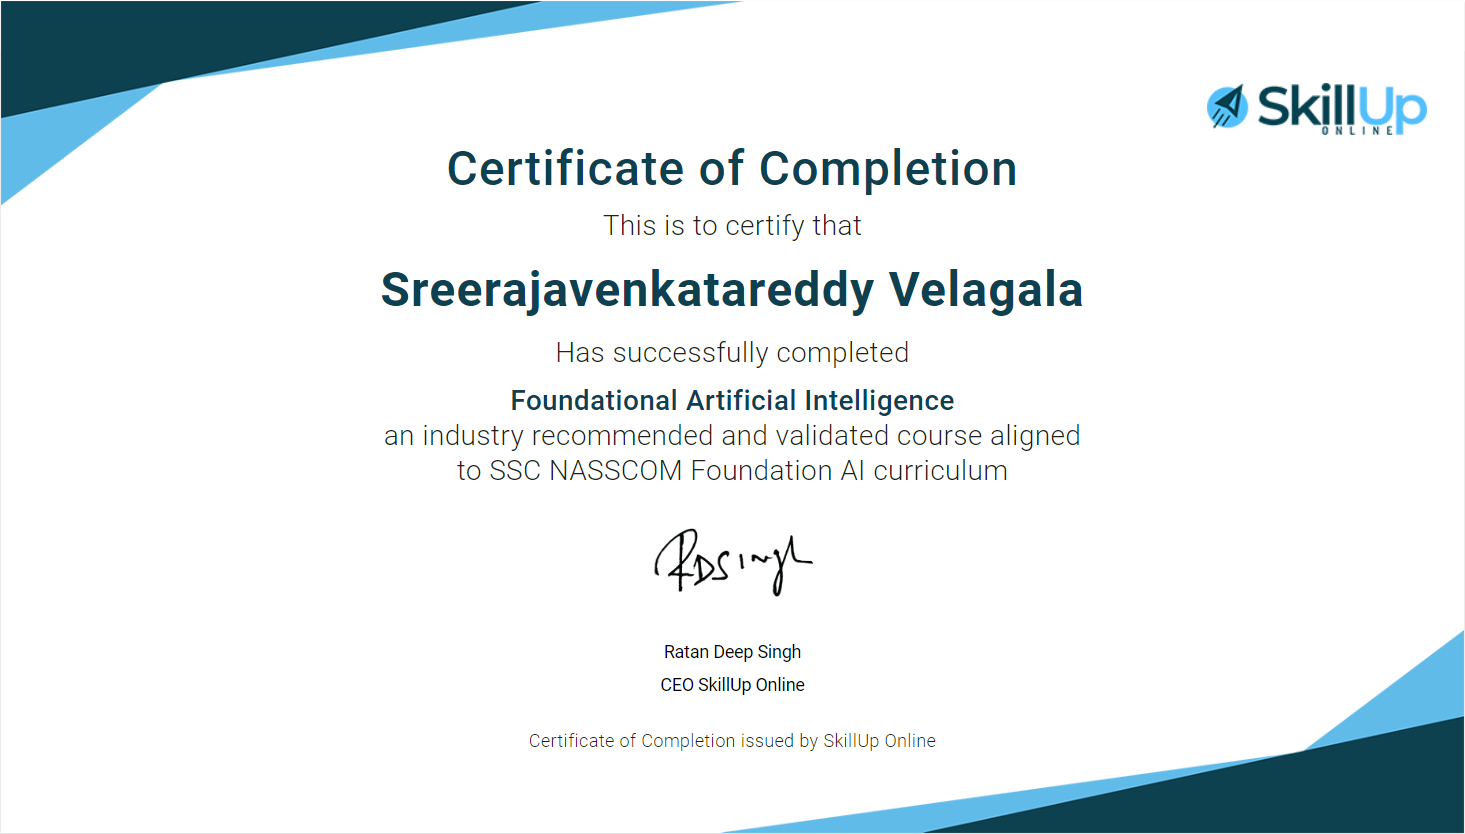 SkillUp
ONLINE
Certificate of Completion
This is to certify that
Sreerajavenkatareddy Velagala
Has successfully completed
Foundational Artificial Intelligence
an industry recommended and validated course aligned
to SSC NASSCOM Foundation AI curriculum
RDSingh
Ratan Deep Singh
CEO SkillUp Online
Certificate of Completion issued by SkillUp Online